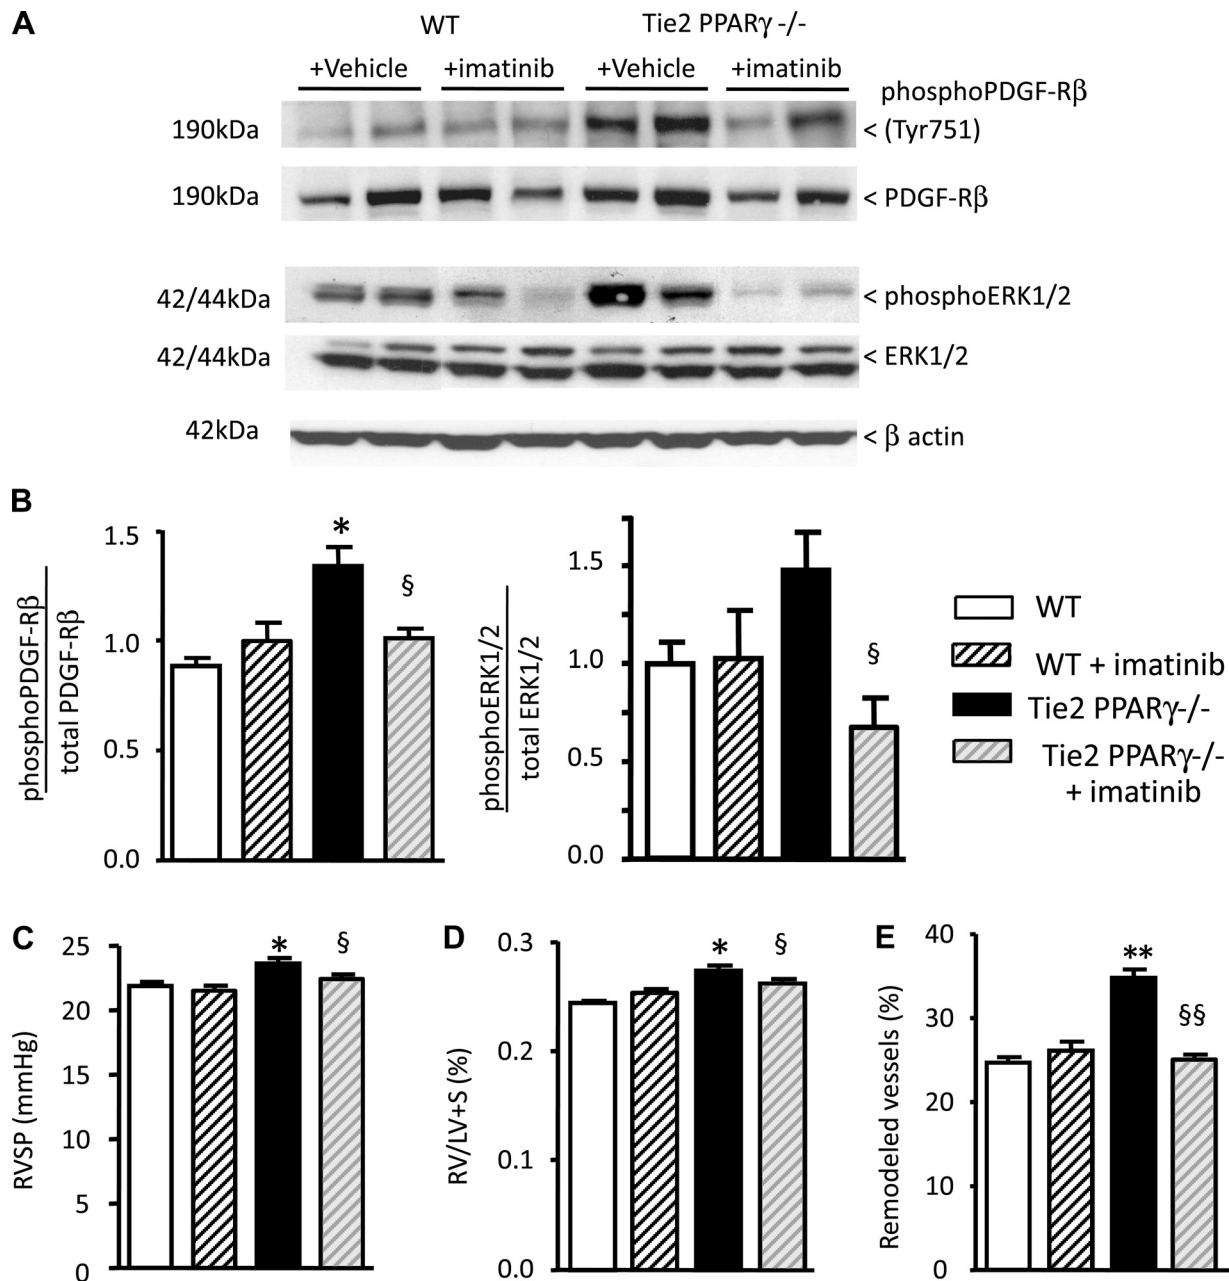 A
WT
Tie2 PPARγ -/-
+Vehicle
+imatinib
+Vehicle
+imatinib
phosphoPDGF-Rβ
190kDa
< (Tyr751)
190kDa
< PDGF-Rβ
42/44kDa
< phosphoERK1/2
42/44kDa
< ERK1/2
42kDa
< β actin
B
phosphoPDGF-Rβ
total PDGF-Rβ
1.5
1.0
0.5
0.0
*
§
phosphoERK1/2
total ERK1/2
1.5
1.0
0.5
0.0
§
WT
WT + imatinib
Tie2 PPARγ-/-
Tie2 PPARγ-/-
+ imatinib
C
RVSP (mmHg)
25
20
15
10
5
0
*
§
D
RV/LV+S (%)
0.3
0.2
0.1
0.0
*
§
E
Remodeled vessels (%)
40
30
20
10
0
**
§§